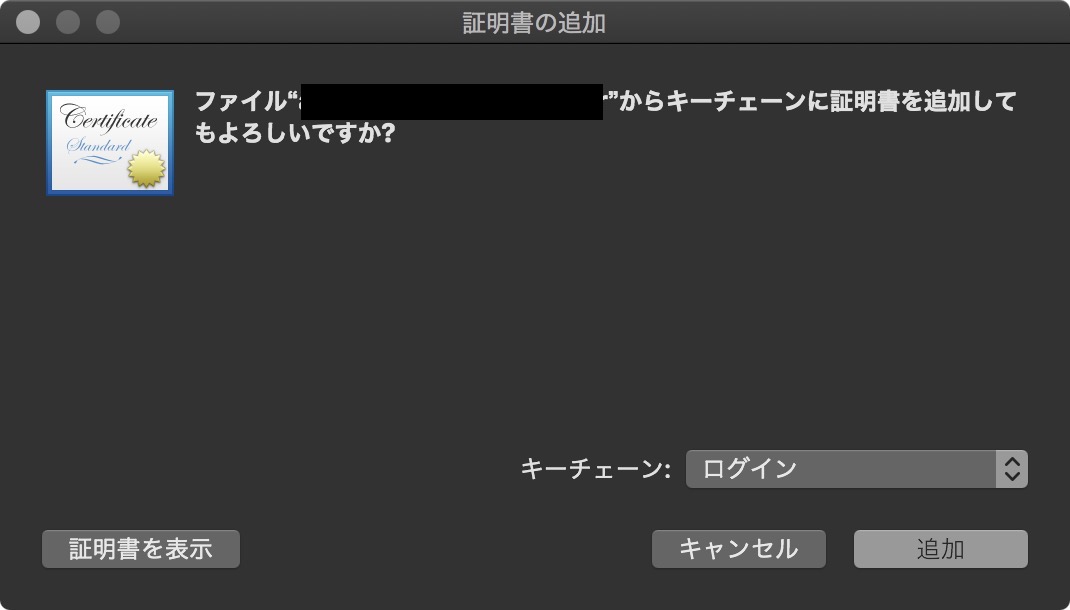 証明書の追加
Certificate
Standard
ファイル“ ”からキーチェーンに証明書を追加して
もよろしいですか?
キーチェーン: ログイン
証明書を表示 キャンセル 追加